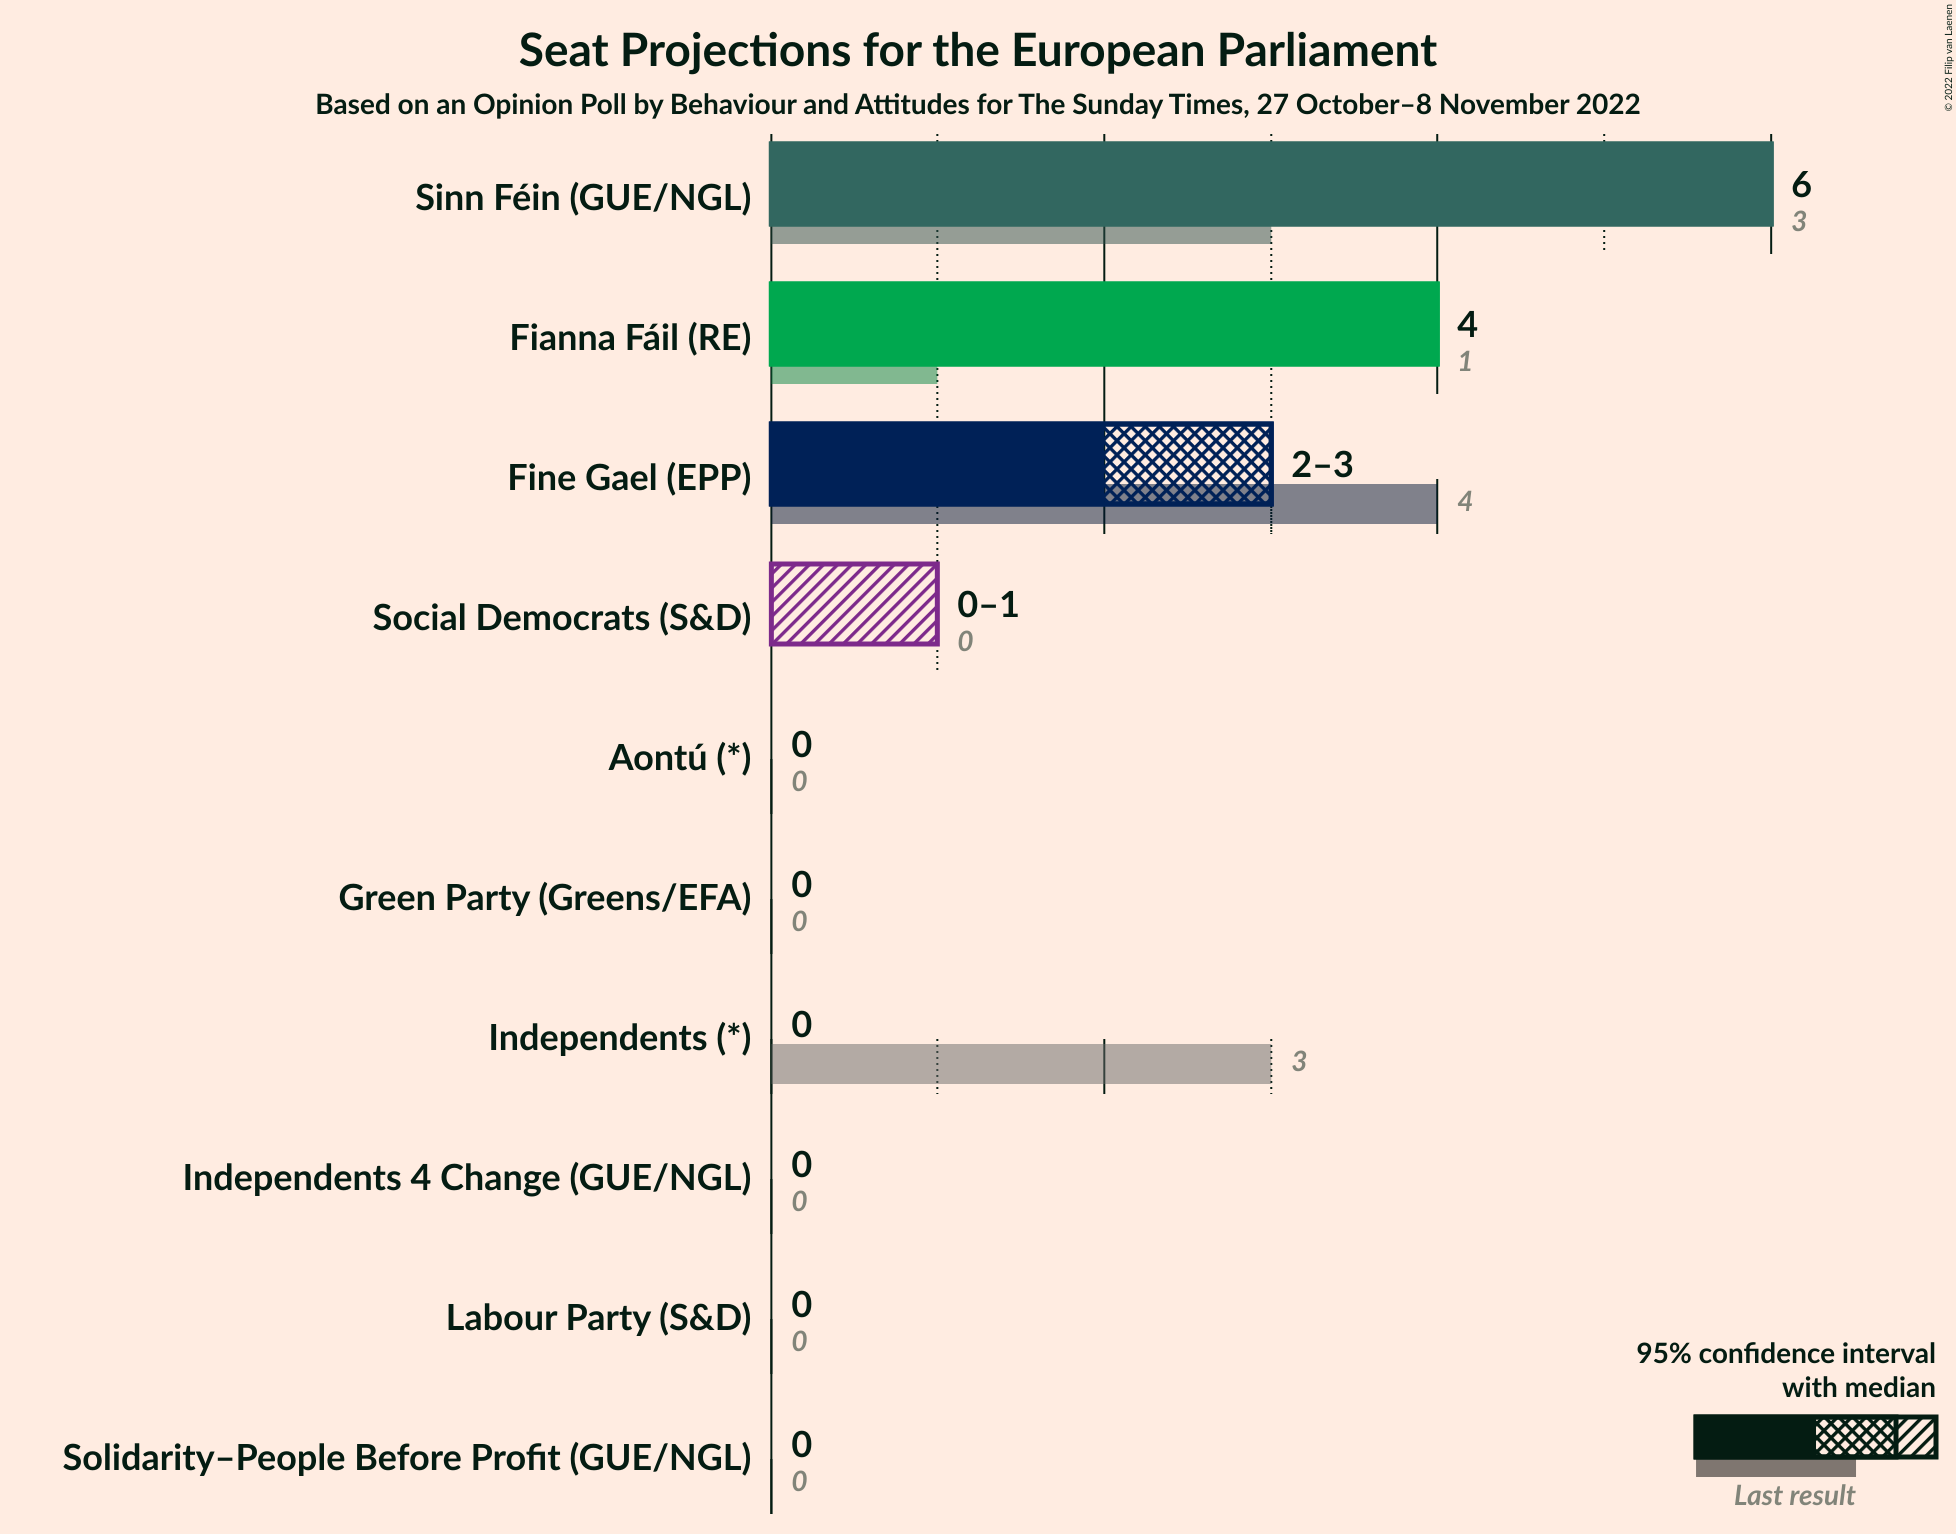 Seat Projections for the European Parliament
Based on an Opinion Poll by Behaviour and Attitudes for The Sunday Times, 27 October–8 November 2022
© 2022 Filip van Laenen
Sinn Féin (GUE/NGL)
6
3
Fianna Fáil (RE)
4
1
Fine Gael (EPP)
2–3
4
Social Democrats (S&D)
0–1
0
Aontú (*)
0
0
Green Party (Greens/EFA)
0
0
Independents (*)
0
3
Independents 4 Change (GUE/NGL)
0
0
Labour Party (S&D)
0
0
Solidarity–People Before Profit (GUE/NGL)
0
0
95% confidence interval
with median
Last result